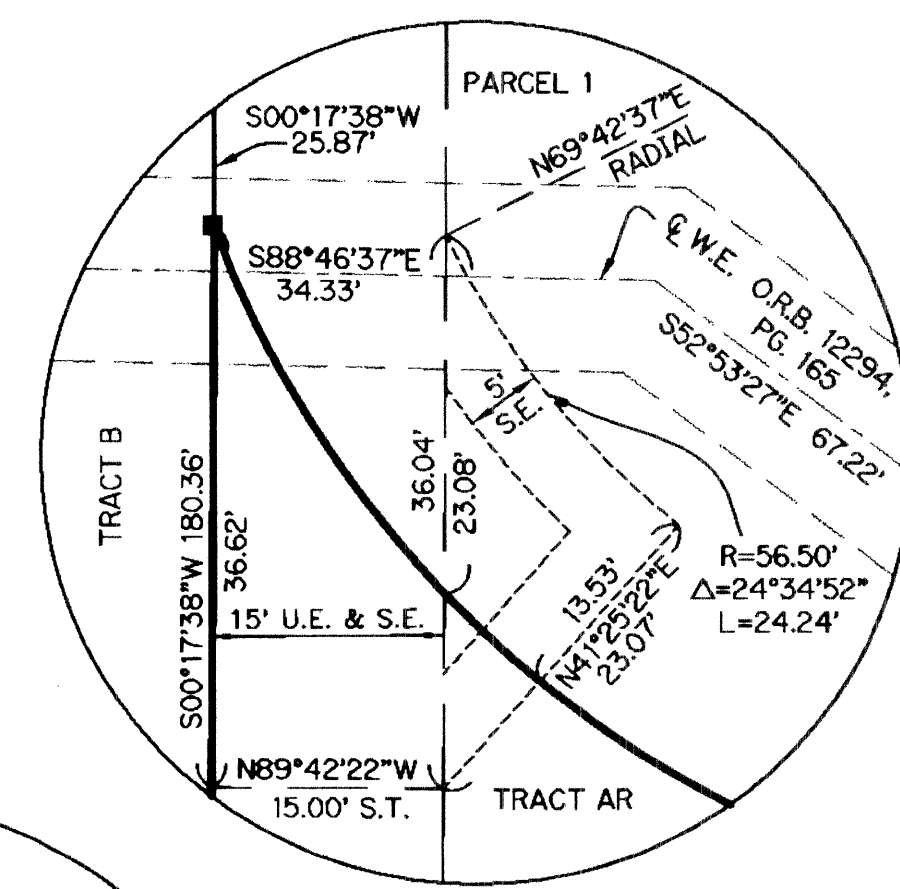 PARCEL 1
S00°17'38"W
25.87'
N69°42'37"E
RADIAL
S88°46'37"E
34.33'
℄ W.E. O.R.B. 12294,
PG. 165
S52°53'27"E 67.22'
5'
S.E.
TRACT B
S00°17'38"W 180.36'
36.62'
36.04'
23.08'
15' U.E. & S.E.
13.53'
N41°25'22"E
23.07'
R=56.50'
Δ=24°34'52"
L=24.24'
N89°42'22"W
15.00' S.T.
TRACT AR